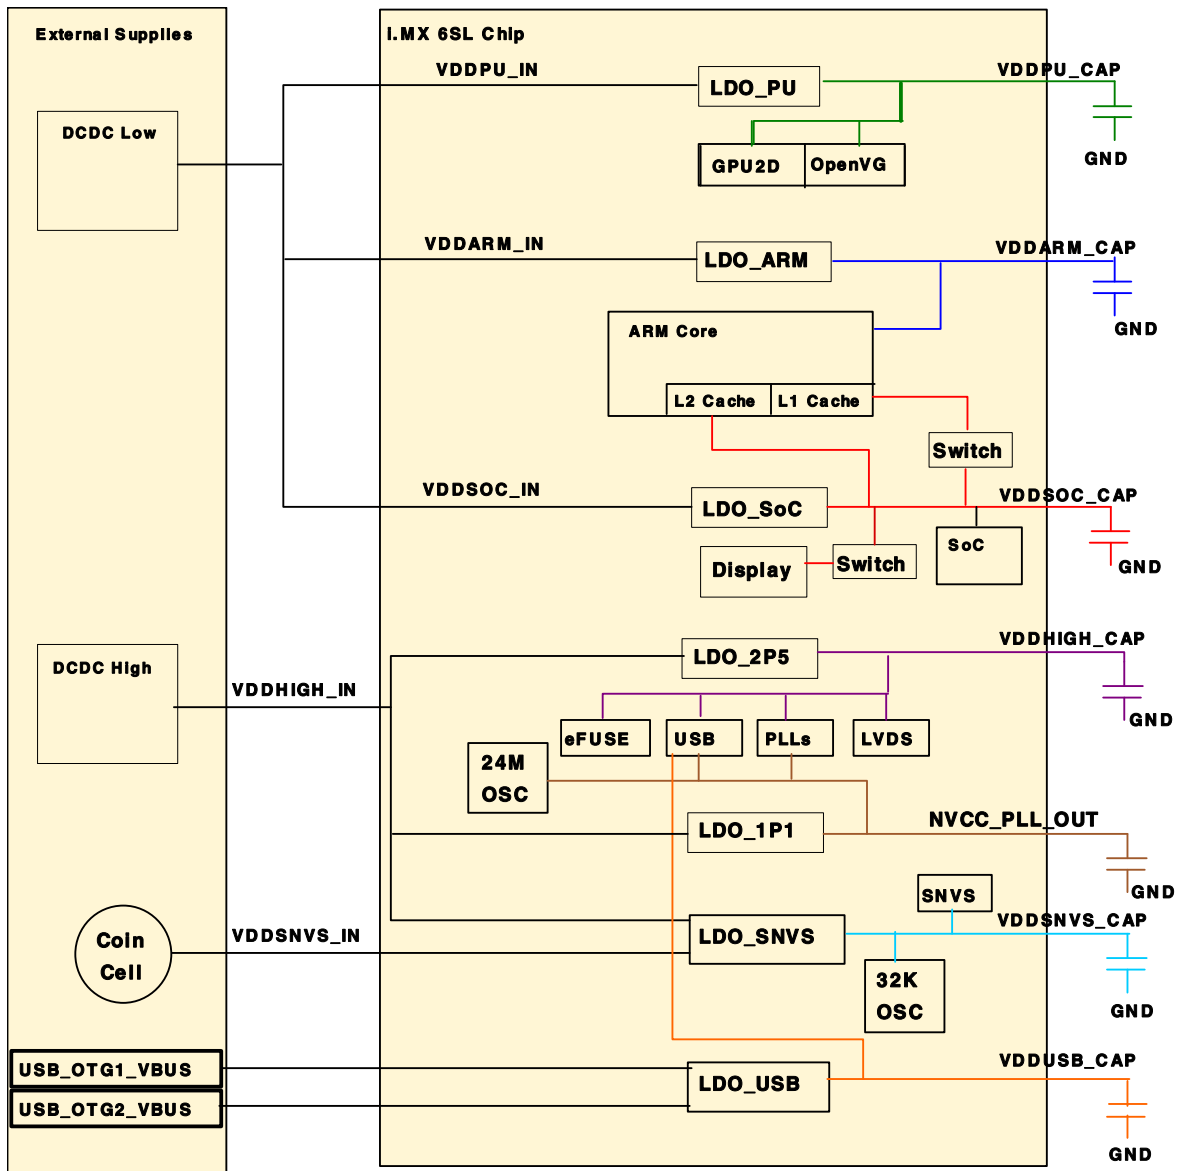 External Supplies
i.MX 6SL Chip
VDDPU_IN
LDO_PU
VDDPU_CAP
DCDC Low
GND
GPU2D
OpenVG
VDDARM_IN
LDO_ARM
VDDARM_CAP
GND
ARM Core
L2 Cache
L1 Cache
Switch
VDDSOC_IN
LDO_SoC
VDDSOC_CAP
SoC
Display
Switch
GND
DCDC High
VDDHIGH_IN
LDO_2P5
VDDHIGH_CAP
GND
eFUSE
USB
PLLs
LVDS
24M
OSC
LDO_1P1
NVCC_PLL_OUT
GND
SNVS
Coin
Cell
VDDSNVS_IN
LDO_SNVS
VDDSNVS_CAP
32K
OSC
GND
USB_OTG1_VBUS
USB_OTG2_VBUS
LDO_USB
VDDUSB_CAP
GND